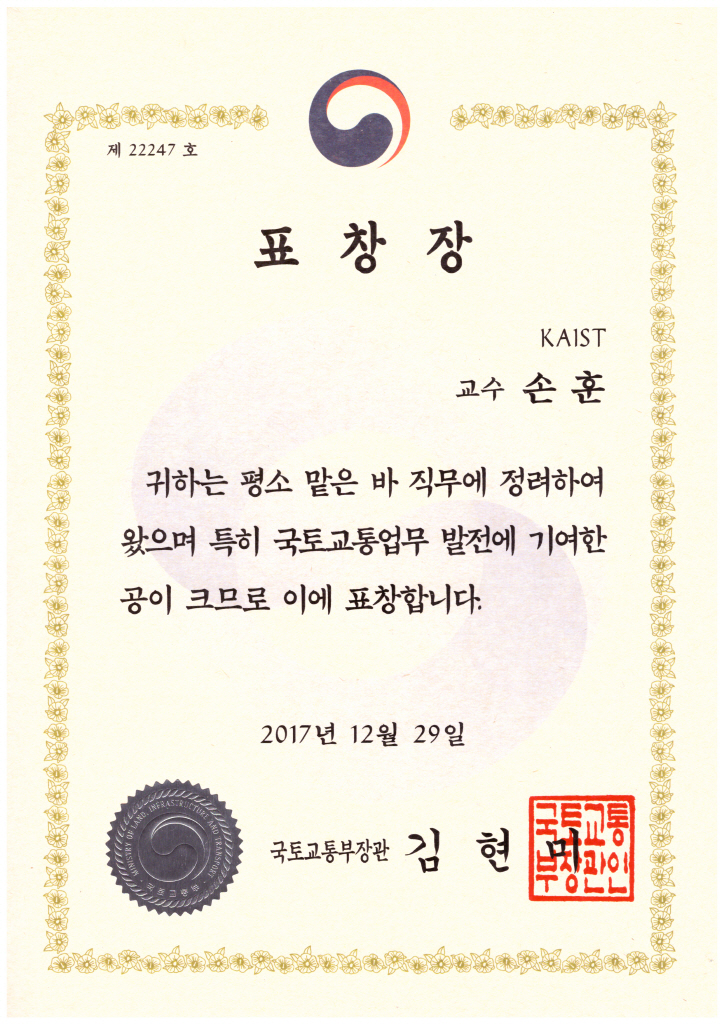 제 22247 호
표 창 장
KAIST
교수 손 훈
귀하는 평소 맡은 바 직무에 정려하여
왔으며 특히 국토교통업무 발전에 기여한
공이 크므로 이에 표창합니다.
2017년 12월 29일
국토교통부장관 김 현 미
국토교통
부장관인
MINISTRY OF LAND, INFRASTRUCTURE AND TRANSPORT
국토교통부